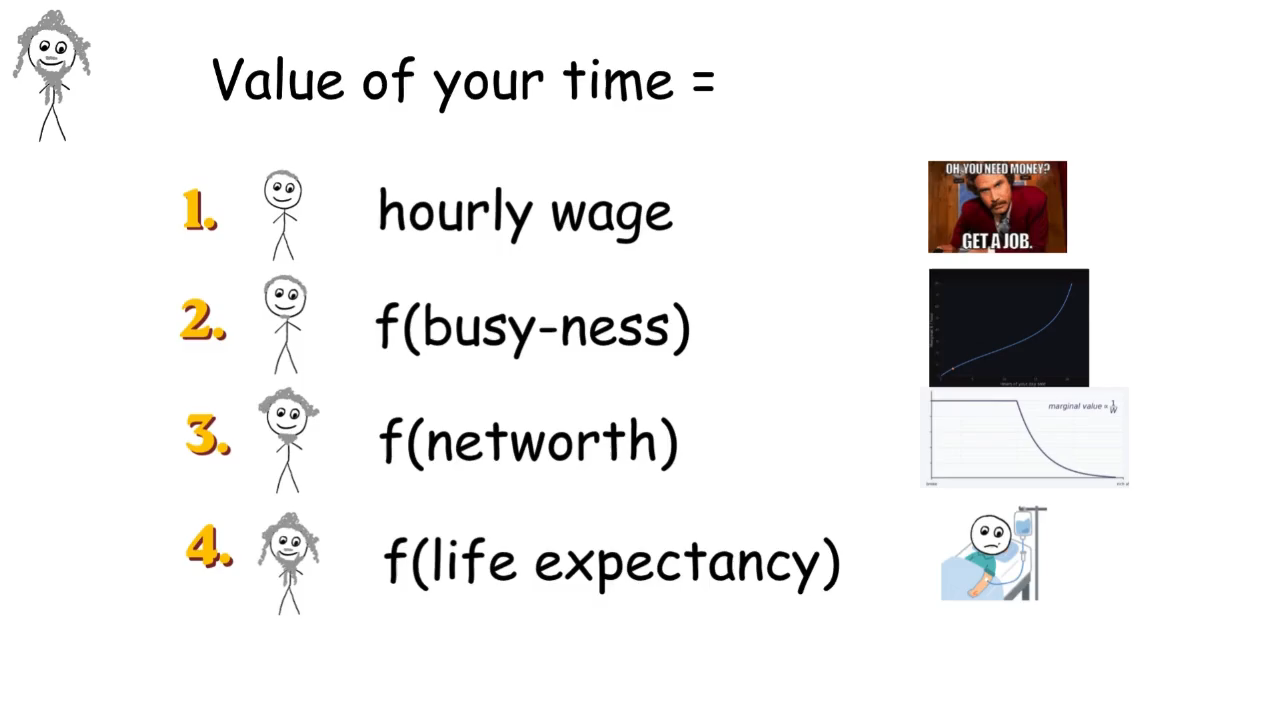 Value of your time =
1.
hourly wage
OH, YOU NEED MONEY?
GET A JOB.
2.
f(busy-ness)
3.
f(networth)
marginal value ∝ 1/W
4.
f(life expectancy)